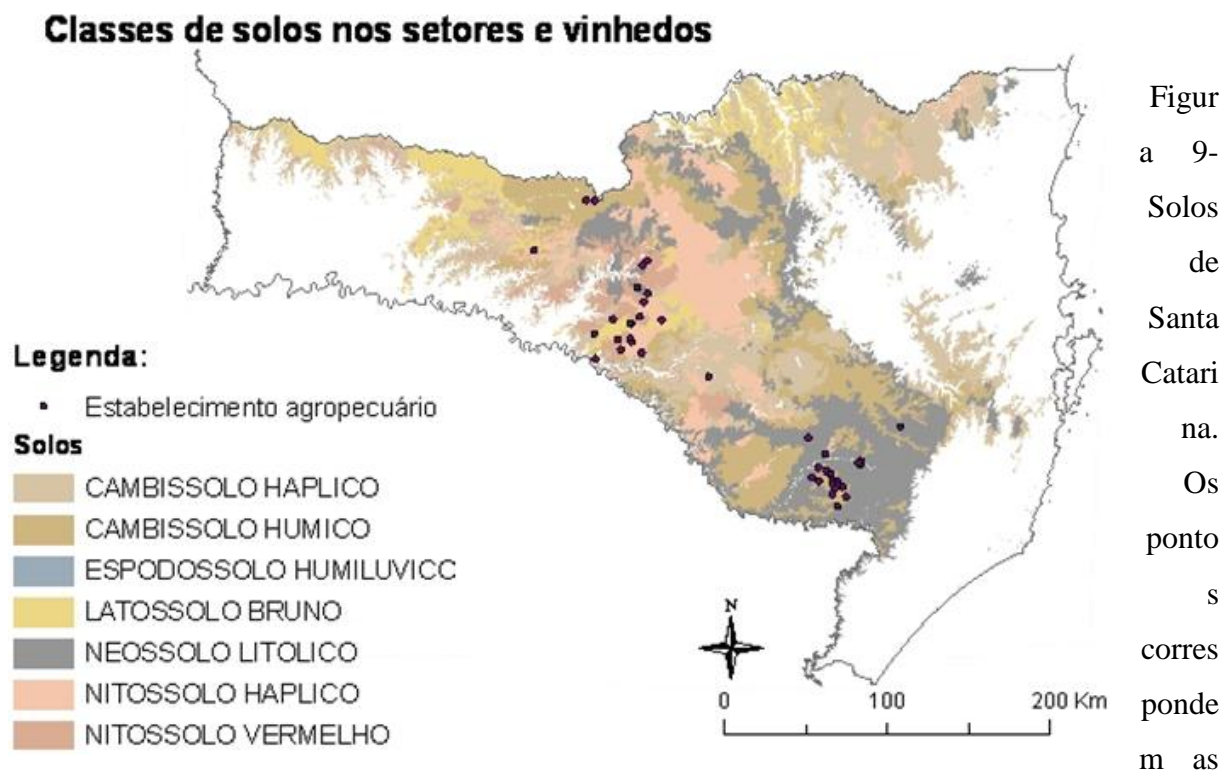 Classes de solos nos setores e vinhedos
Legenda:
Estabelecimento agropecuário
Solos
CAMBISSOLO HAPLICO
CAMBISSOLO HUMICO
ESPODOSSOLO HUMILUVICC
LATOSSOLO BRUNO
NEOSSOLO LITOLICO
NITOSSOLO HAPLICO
NITOSSOLO VERMELHO
N
0 100 200 Km
Figur
a 9-
Solos
de
Santa
Catari
na.
Os
ponto
s
corres
ponde
m as